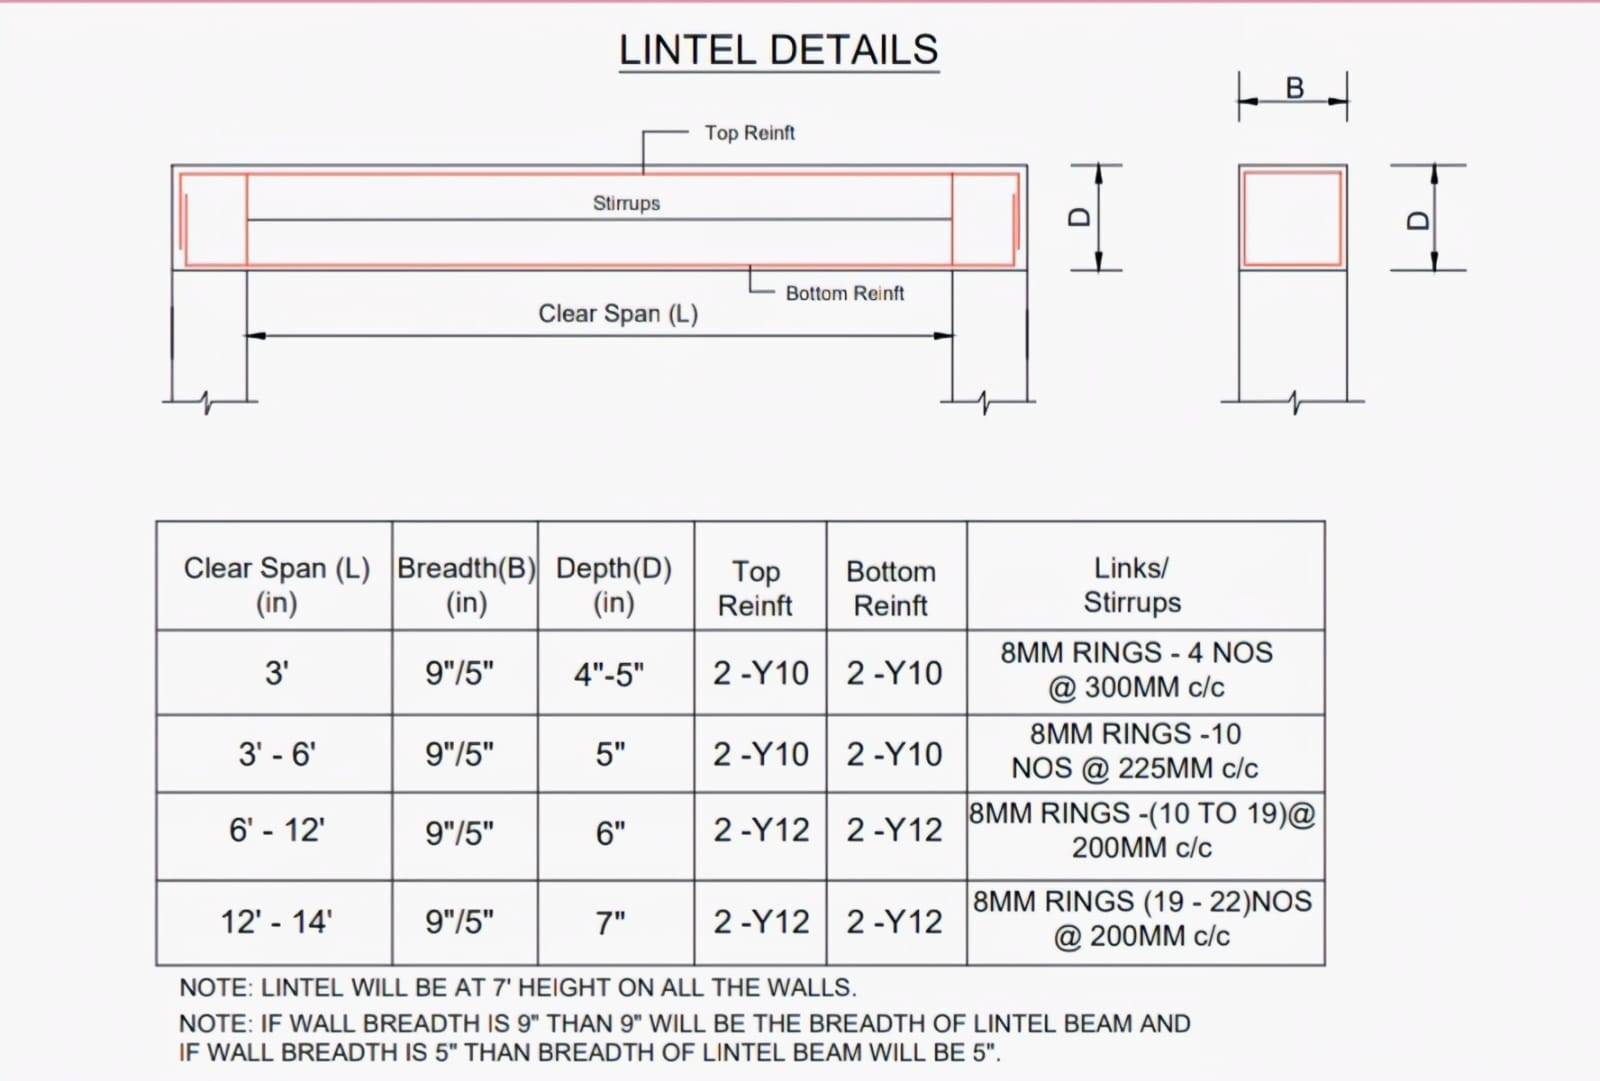 LINTEL DETAILS
B
Top Reinft
Stirrups
D
D
Bottom Reinft
Clear Span (L)
Clear Span (L)
(in)
Breadth(B)
(in)
Depth(D)
(in)
Top
Reinft
Bottom
Reinft
Links/
Stirrups
3'
9"/5"
4"-5"
2 -Y10
2 -Y10
8MM RINGS - 4 NOS
@ 300MM c/c
3' - 6'
9"/5"
5"
2 -Y10
2 -Y10
8MM RINGS -10
NOS @ 225MM c/c
6' - 12'
9"/5"
6"
2 -Y12
2 -Y12
8MM RINGS -(10 TO 19)@
200MM c/c
12' - 14'
9"/5"
7"
2 -Y12
2 -Y12
8MM RINGS (19 - 22)NOS
@ 200MM c/c
NOTE: LINTEL WILL BE AT 7' HEIGHT ON ALL THE WALLS.
NOTE: IF WALL BREADTH IS 9" THAN 9" WILL BE THE BREADTH OF LINTEL BEAM AND
IF WALL BREADTH IS 5" THAN BREADTH OF LINTEL BEAM WILL BE 5".